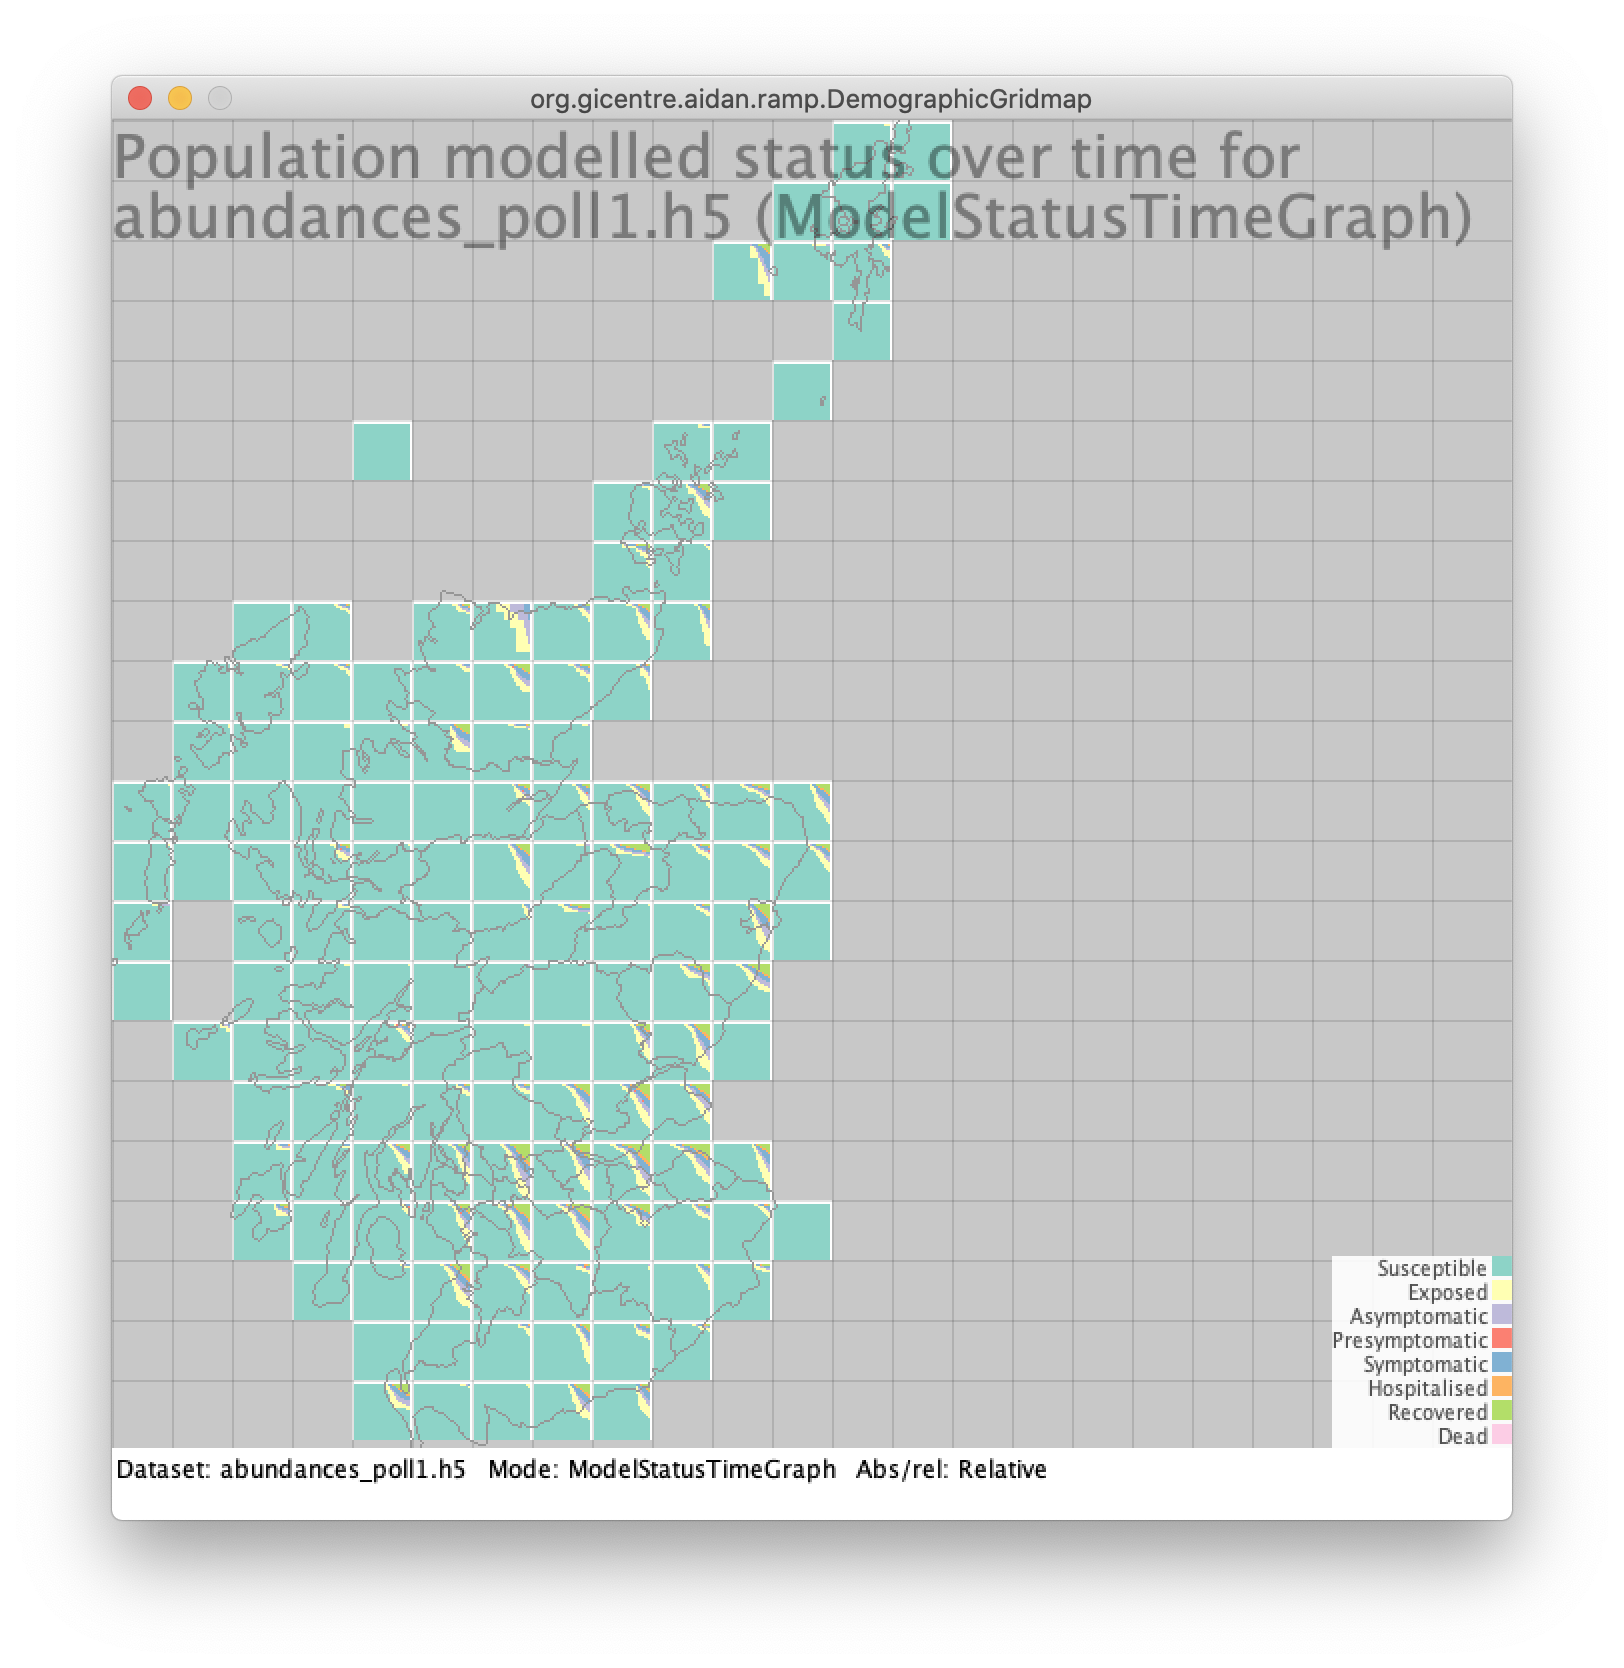 org.gicentre.aidan.ramp.DemographicGridmap
Population modelled status over time for
abundances_poll1.h5 (ModelStatusTimeGraph)
Susceptible
Exposed
Asymptomatic
Presymptomatic
Symptomatic
Hospitalised
Recovered
Dead
Dataset: abundances_poll1.h5 Mode: ModelStatusTimeGraph Abs/rel: Relative